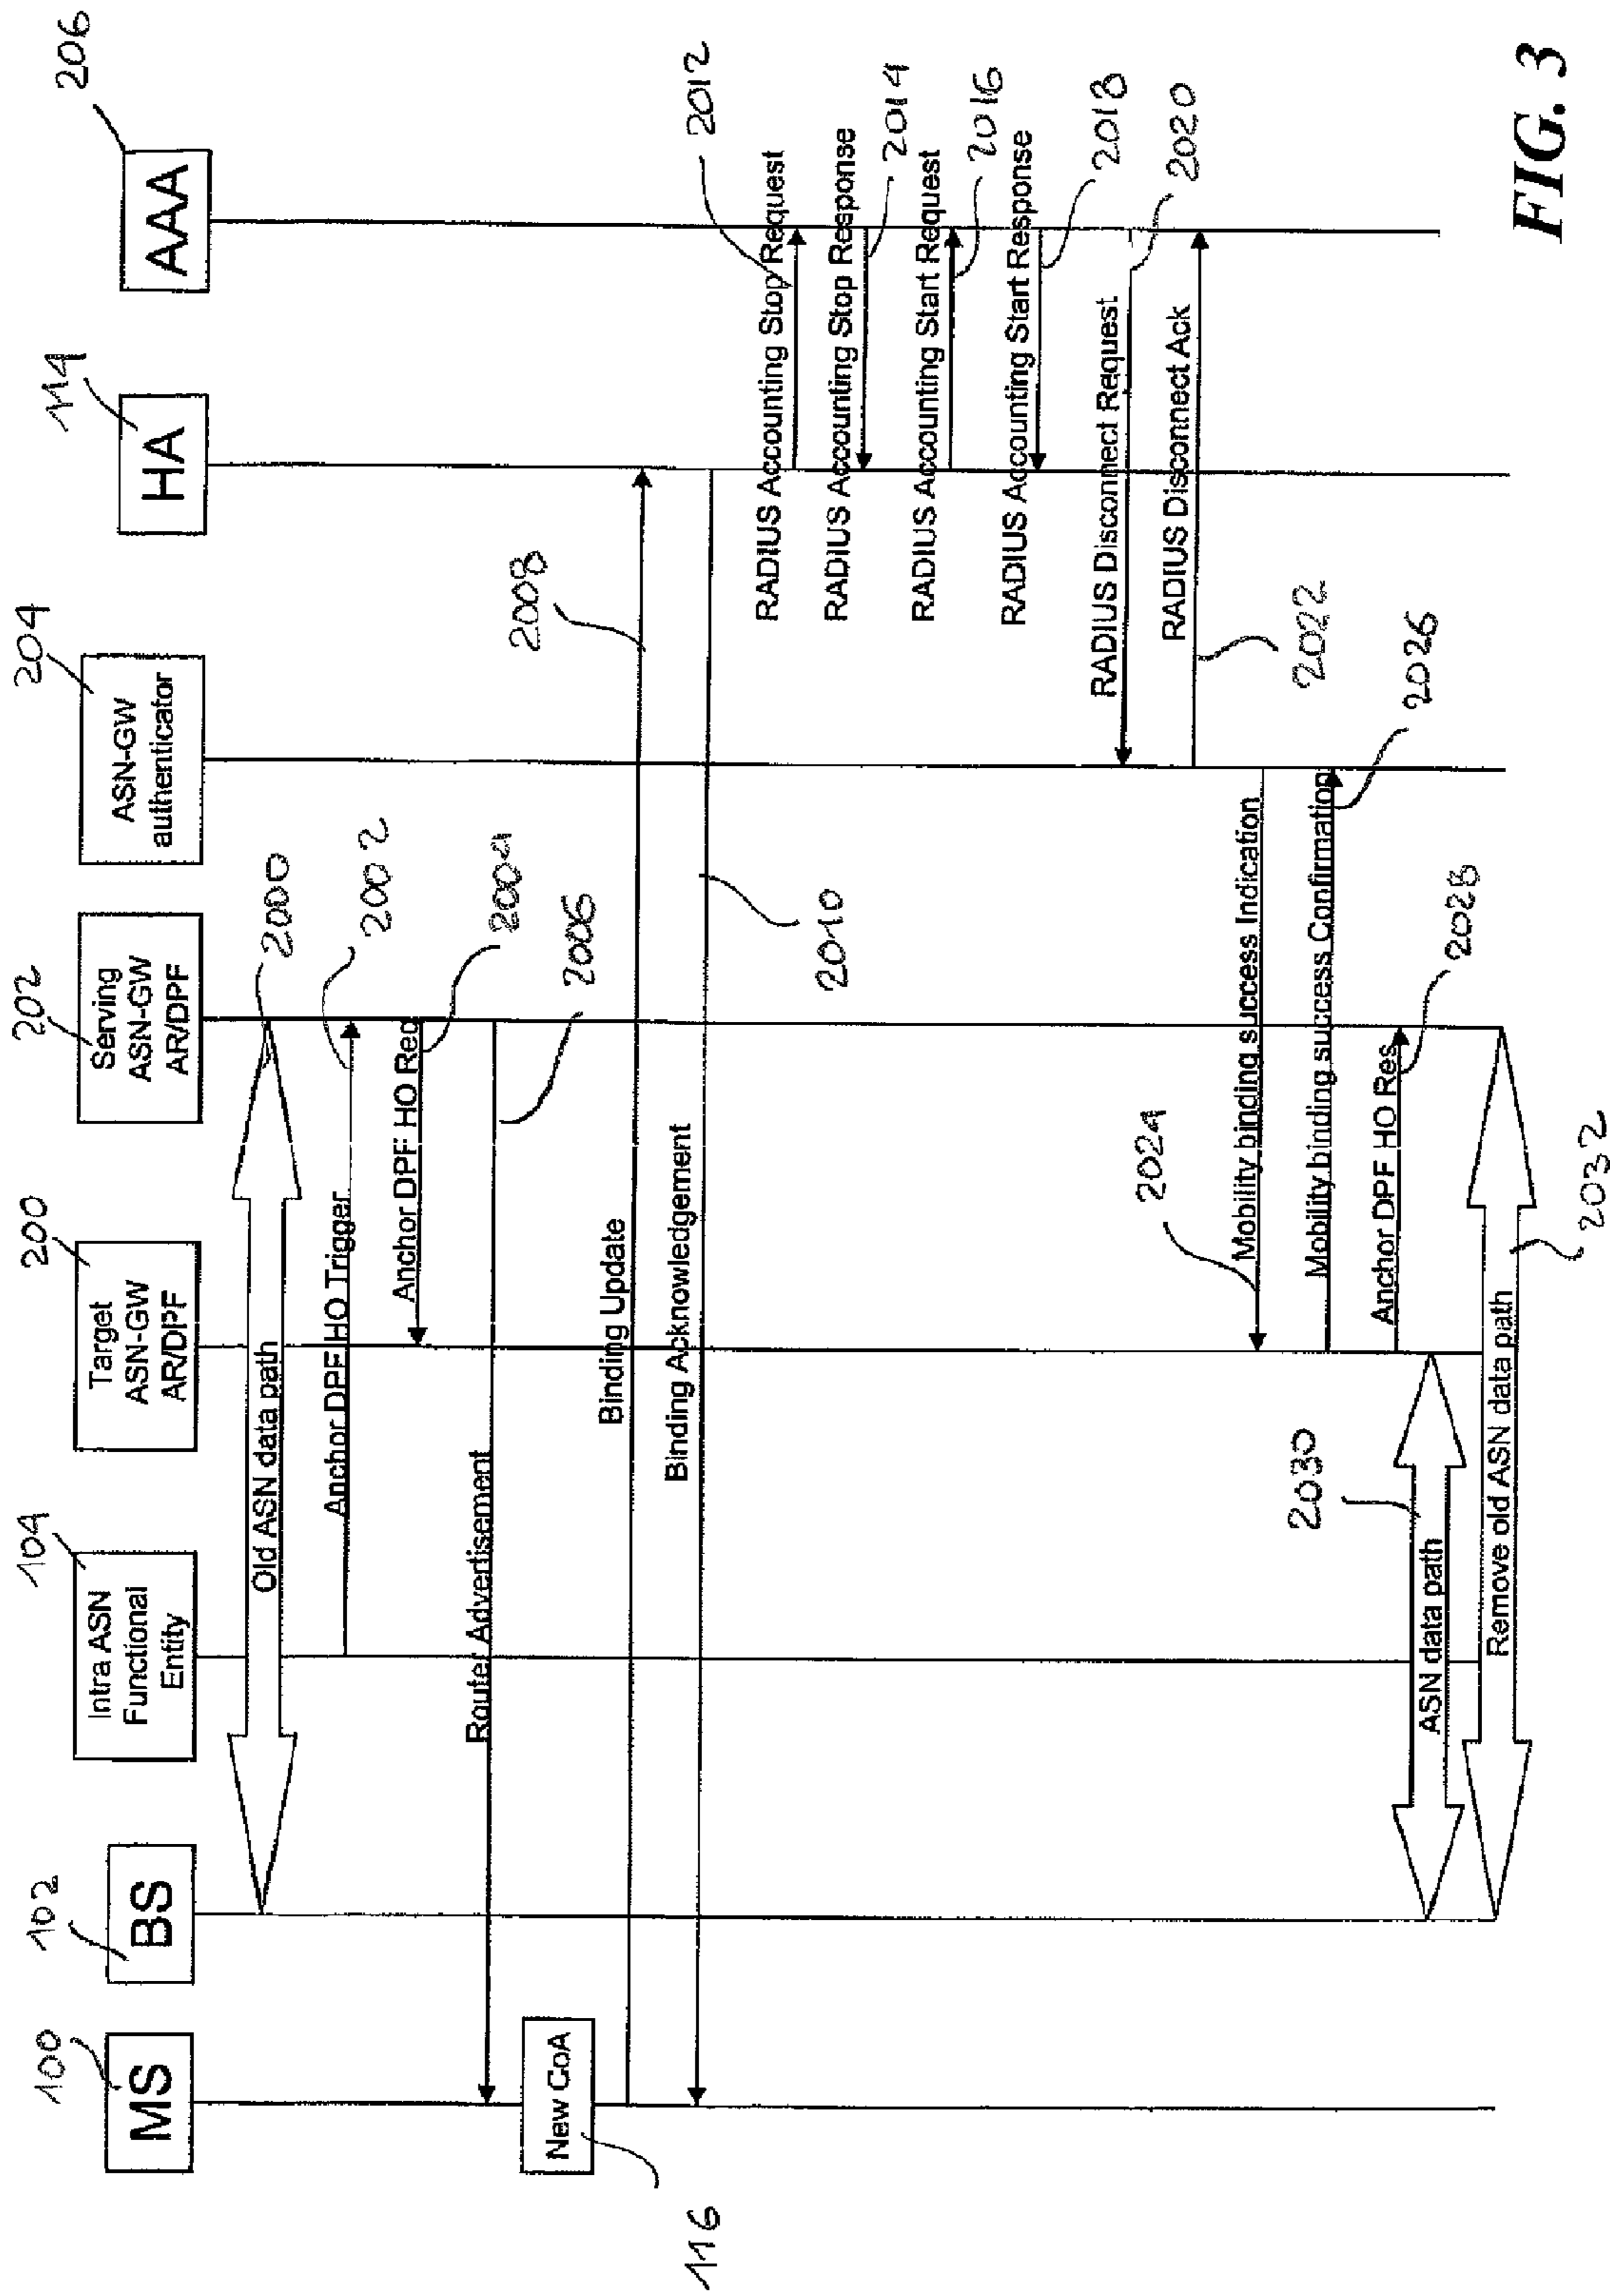 100
MS
102
BS
104
Intra ASN
Functional
Entity
200
Target
ASN-GW
AR/DPF
202
Serving
ASN-GW
AR/DPF
204
ASN-GW
authenticator
114
HA
206
AAA
Old ASN data path
2000
Anchor DPF HO Trigger
2002
Anchor DPF HO Req
2004
Router Advertisement
2006
New CoA
116
Binding Update
2008
Binding Acknowledgement
2010
RADIUS Accounting Stop Request
2012
RADIUS Accounting Stop Response
2014
RADIUS Accounting Start Request
2016
RADIUS Accounting Start Response
2018
RADIUS Disconnect Request
2020
RADIUS Disconnect Ack
2022
Mobility binding success Indication
2024
Mobility binding success Confirmation
2026
Anchor DPF HO Res
2028
ASN data path
2030
Remove old ASN data path
2032
FIG. 3